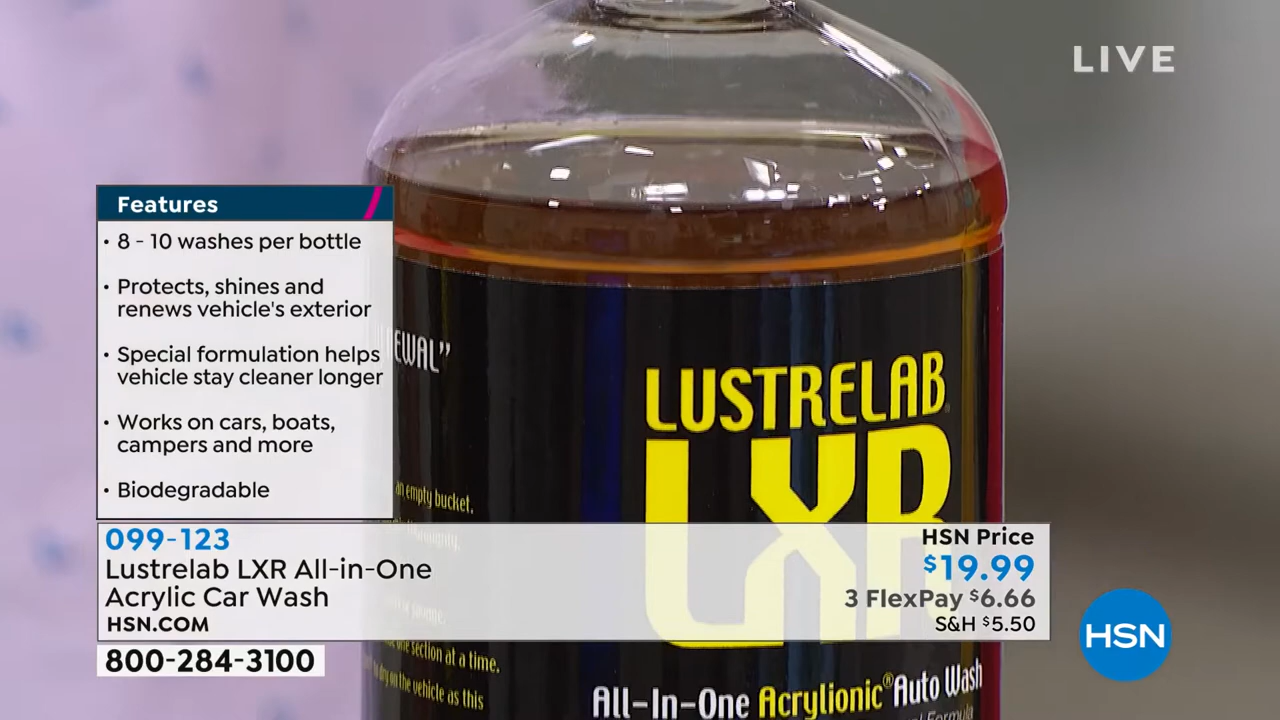 LIVE
Features
• 8 - 10 washes per bottle
• Protects, shines and
renews vehicle's exterior
• Special formulation helps
vehicle stay cleaner longer
• Works on cars, boats,
campers and more
• Biodegradable
099-123
Lustrelab LXR All-in-One
Acrylic Car Wash
HSN.COM
800-284-3100
HSN Price
$19.99
3 FlexPay $6.66
S&H $5.50
HSN
an empty bucket.
one section at a time.
dry on the vehicle as this
LUSTRELAB
LXR
All-In-One Acrylionic® Auto Wash
Formula